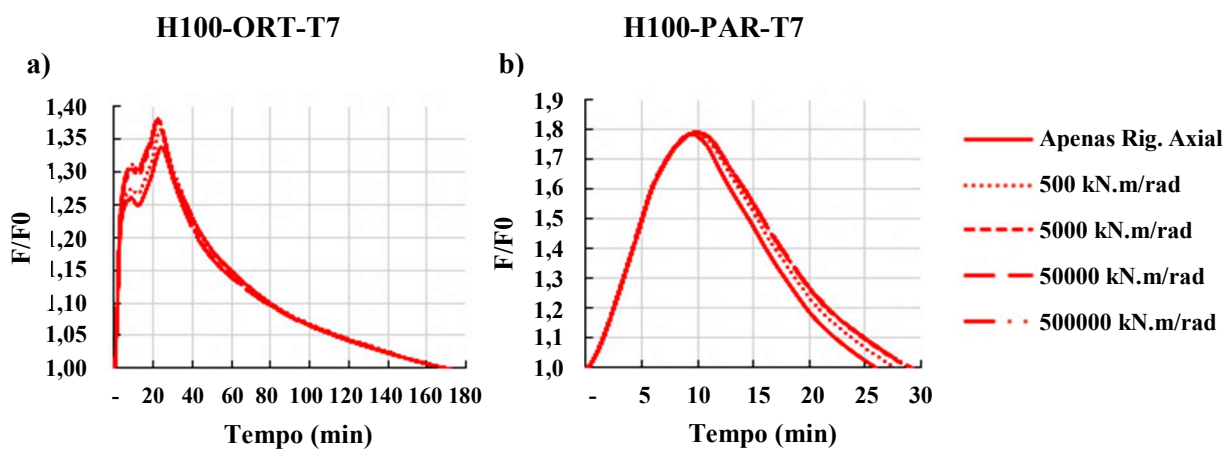 H100-ORT-T7
H100-PAR-T7
a)
b)
F/F0
1,40
1,35
1,30
1,25
1,20
1,15
1,10
1,05
1,00
- 20 40 60 80 100 120 140 160 180
Tempo (min)
F/F0
1,9
1,8
1,7
1,6
1,5
1,4
1,3
1,2
1,1
1,0
- 5 10 15 20 25 30
Tempo (min)
Apenas Rig. Axial
500 kN.m/rad
5000 kN.m/rad
50000 kN.m/rad
500000 kN.m/rad